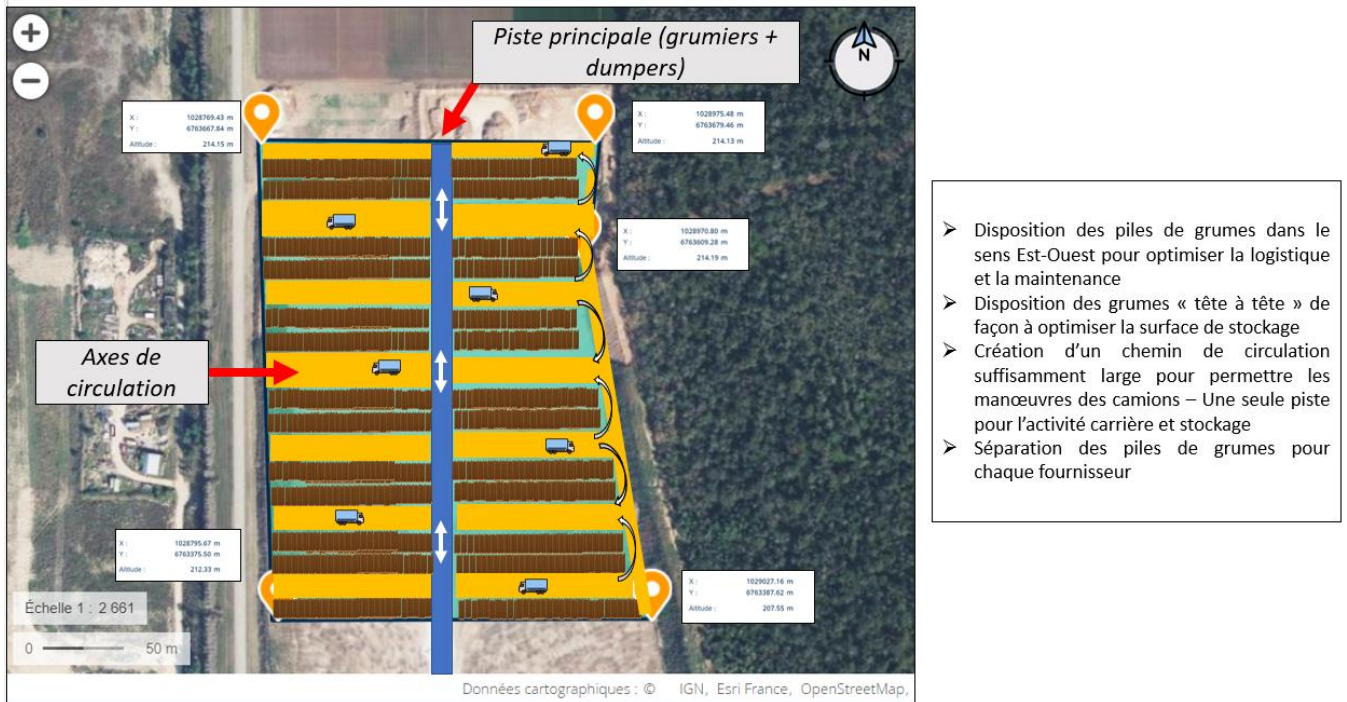 Piste principale (grumiers +
dumpers)
N
X : 1028769.43 m
Y : 6763667.84 m
Altitude : 214.15 m
X : 1028975.48 m
Y : 6763679.46 m
Altitude : 214.13 m
X : 1028970.80 m
Y : 6763609.28 m
Altitude : 214.19 m
Axes de
circulation
X : 1028795.67 m
Y : 6763375.50 m
Altitude : 212.33 m
X : 1029027.16 m
Y : 6763387.62 m
Altitude : 207.55 m
Échelle 1 : 2 661
0 50 m
Données cartographiques : © IGN, Esri France, OpenStreetMap,
➢ Disposition des piles de grumes dans le
sens Est-Ouest pour optimiser la logistique
et la maintenance
➢ Disposition des grumes « tête à tête » de
façon à optimiser la surface de stockage
➢ Création d’un chemin de circulation
suffisamment large pour permettre les
manœuvres des camions – Une seule piste
pour l’activité carrière et stockage
➢ Séparation des piles de grumes pour
chaque fournisseur